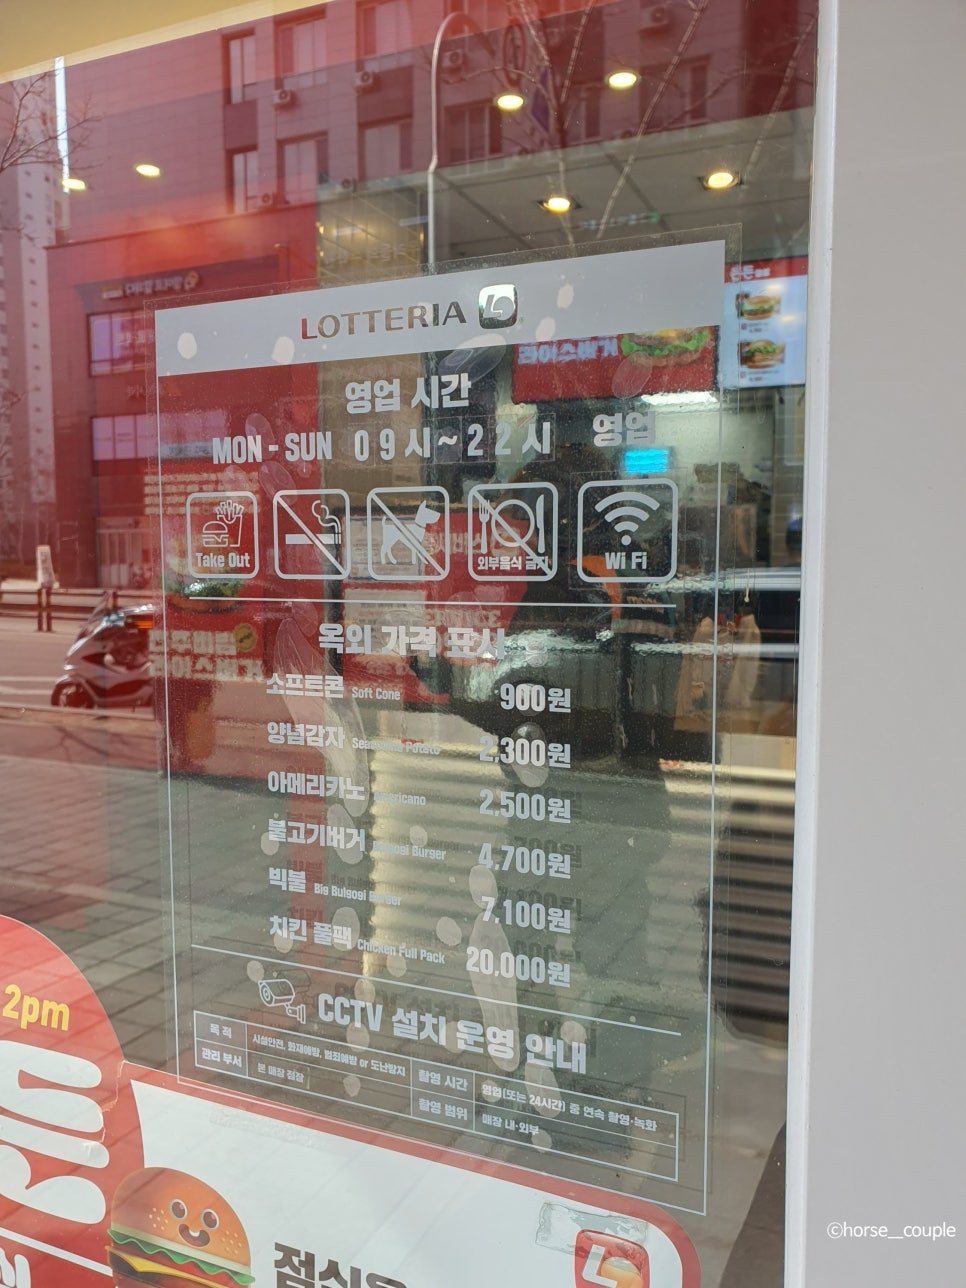 LOTTERIA
영업 시간
MON - SUN 09시~22시 영업
Take Out
외부음식 금지
Wi Fi
옥외 가격 표시
소프트콘 Soft Cone 900원
양념감자 Seasoning Potato 2,300원
아메리카노 Americano 2,500원
불고기버거 Bulgogi Burger 4,700원
빅불 Big Bulgogi Burger 7,100원
치킨 풀팩 Chicken Full Pack 20,000원
CCTV 설치 운영 안내
목 적 시설안전, 화재예방, 범죄예방 or 도난방지
관리 부서 본 매장 점장
촬영 시간 영업(또는 24시간) 중 연속 촬영·녹화
촬영 범위 매장 내·외부
2pm
©horse__couple